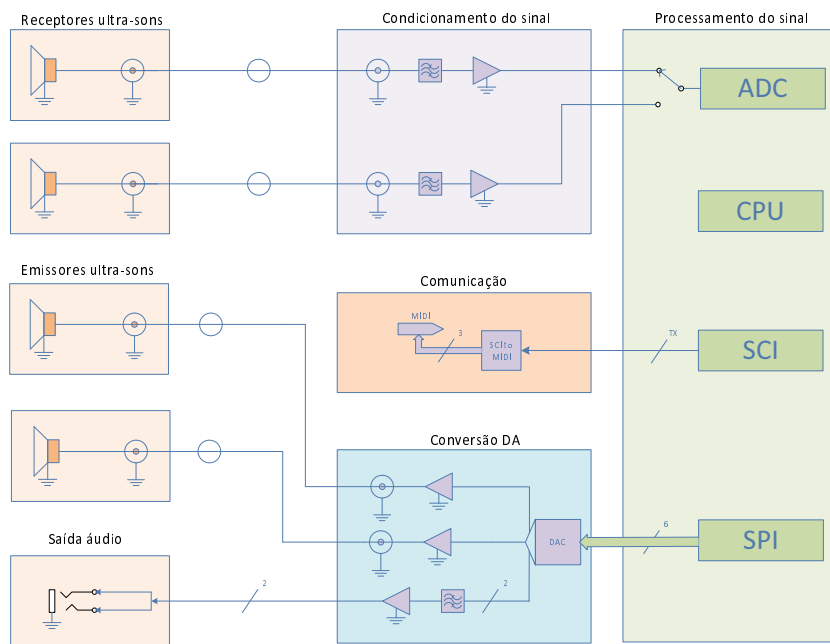 Receptores ultra-sons
Condicionamento do sinal
Processamento do sinal
ADC
CPU
Emissores ultra-sons
Comunicação
MIDI
3
SCI to
MIDI
TX
SCI
Conversão DA
DAC
6
SPI
Saída áudio
2
2